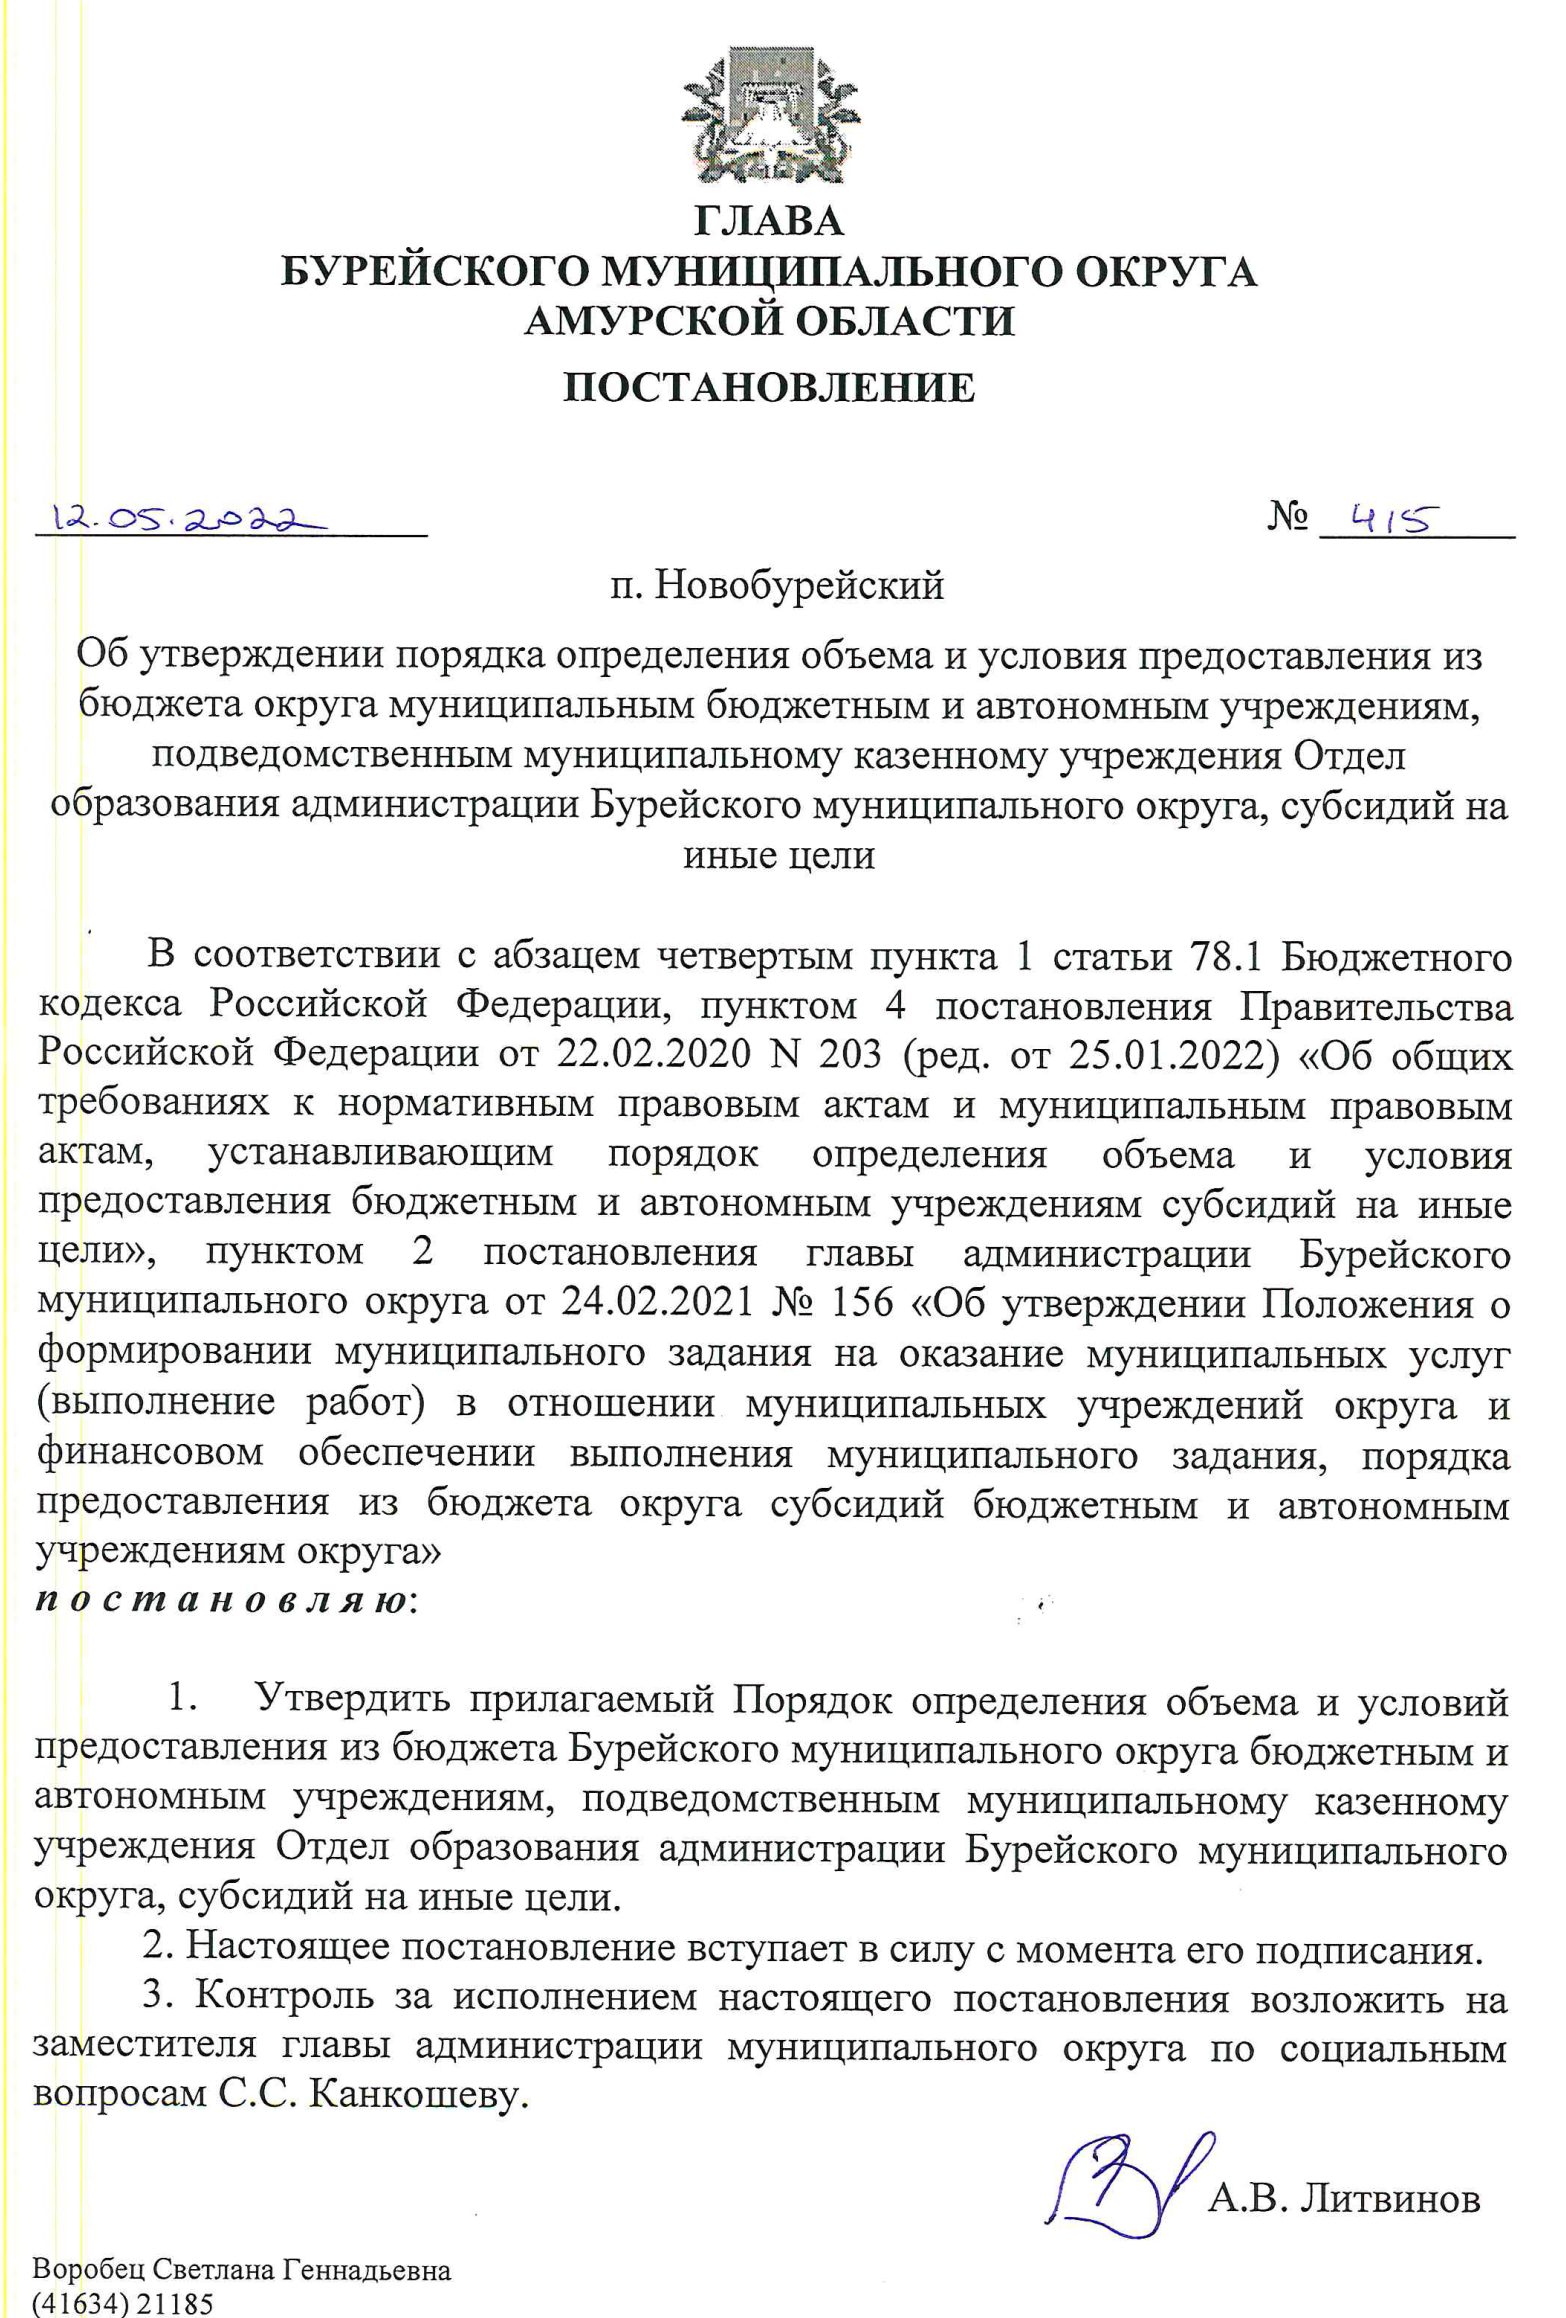 ГЛАВА
БУРЕЙСКОГО МУНИЦИПАЛЬНОГО ОКРУГА
АМУРСКОЙ ОБЛАСТИ
ПОСТАНОВЛЕНИЕ
12.05.2022 № 415
п. Новобурейский
Об утверждении порядка определения объема и условия предоставления из
бюджета округа муниципальным бюджетным и автономным учреждениям,
подведомственным муниципальному казенному учреждения Отдел
образования администрации Бурейского муниципального округа, субсидий на
иные цели
В соответствии с абзацем четвертым пункта 1 статьи 78.1 Бюджетного
кодекса Российской Федерации, пунктом 4 постановления Правительства
Российской Федерации от 22.02.2020 N 203 (ред. от 25.01.2022) «Об общих
требованиях к нормативным правовым актам и муниципальным правовым
актам, устанавливающим порядок определения объема и условия
предоставления бюджетным и автономным учреждениям субсидий на иные
цели», пунктом 2 постановления главы администрации Бурейского
муниципального округа от 24.02.2021 № 156 «Об утверждении Положения о
формировании муниципального задания на оказание муниципальных услуг
(выполнение работ) в отношении муниципальных учреждений округа и
финансовом обеспечении выполнения муниципального задания, порядка
предоставления из бюджета округа субсидий бюджетным и автономным
учреждениям округа»
п о с т а н о в л я ю:
1. Утвердить прилагаемый Порядок определения объема и условий
предоставления из бюджета Бурейского муниципального округа бюджетным и
автономным учреждениям, подведомственным муниципальному казенному
учреждения Отдел образования администрации Бурейского муниципального
округа, субсидий на иные цели.
2. Настоящее постановление вступает в силу с момента его подписания.
3. Контроль за исполнением настоящего постановления возложить на
заместителя главы администрации муниципального округа по социальным
вопросам С.С. Канкошеву.
А.В. Литвинов
Воробец Светлана Геннадьевна
(41634) 21185